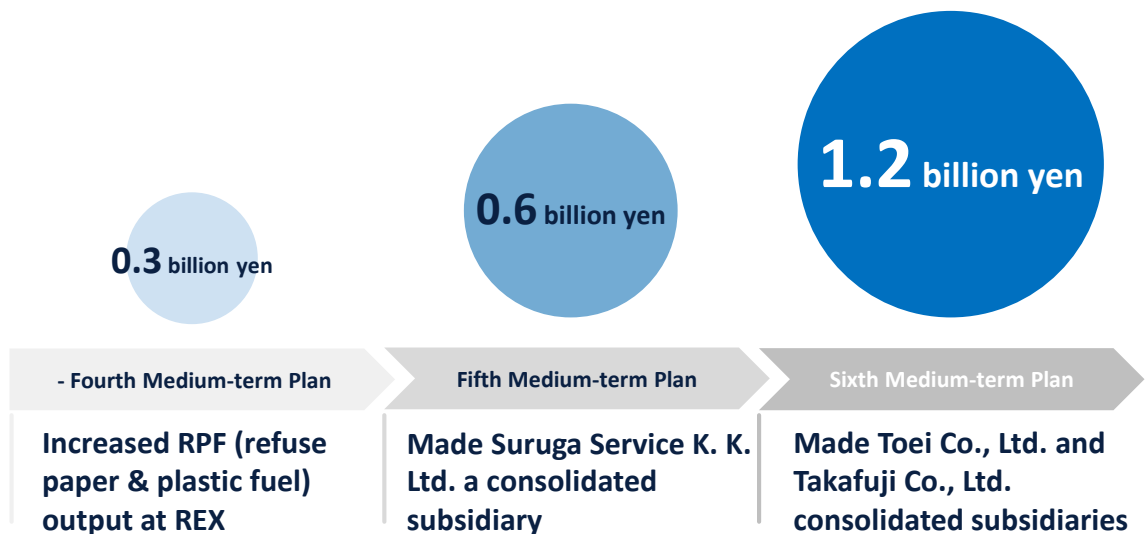 0.3 billion yen
0.6 billion yen
1.2 billion yen
- Fourth Medium-term Plan
Fifth Medium-term Plan
Sixth Medium-term Plan
Increased RPF (refuse
paper & plastic fuel)
output at REX
Made Suruga Service K. K.
Ltd. a consolidated
subsidiary
Made Toei Co., Ltd. and
Takafuji Co., Ltd.
consolidated subsidiaries